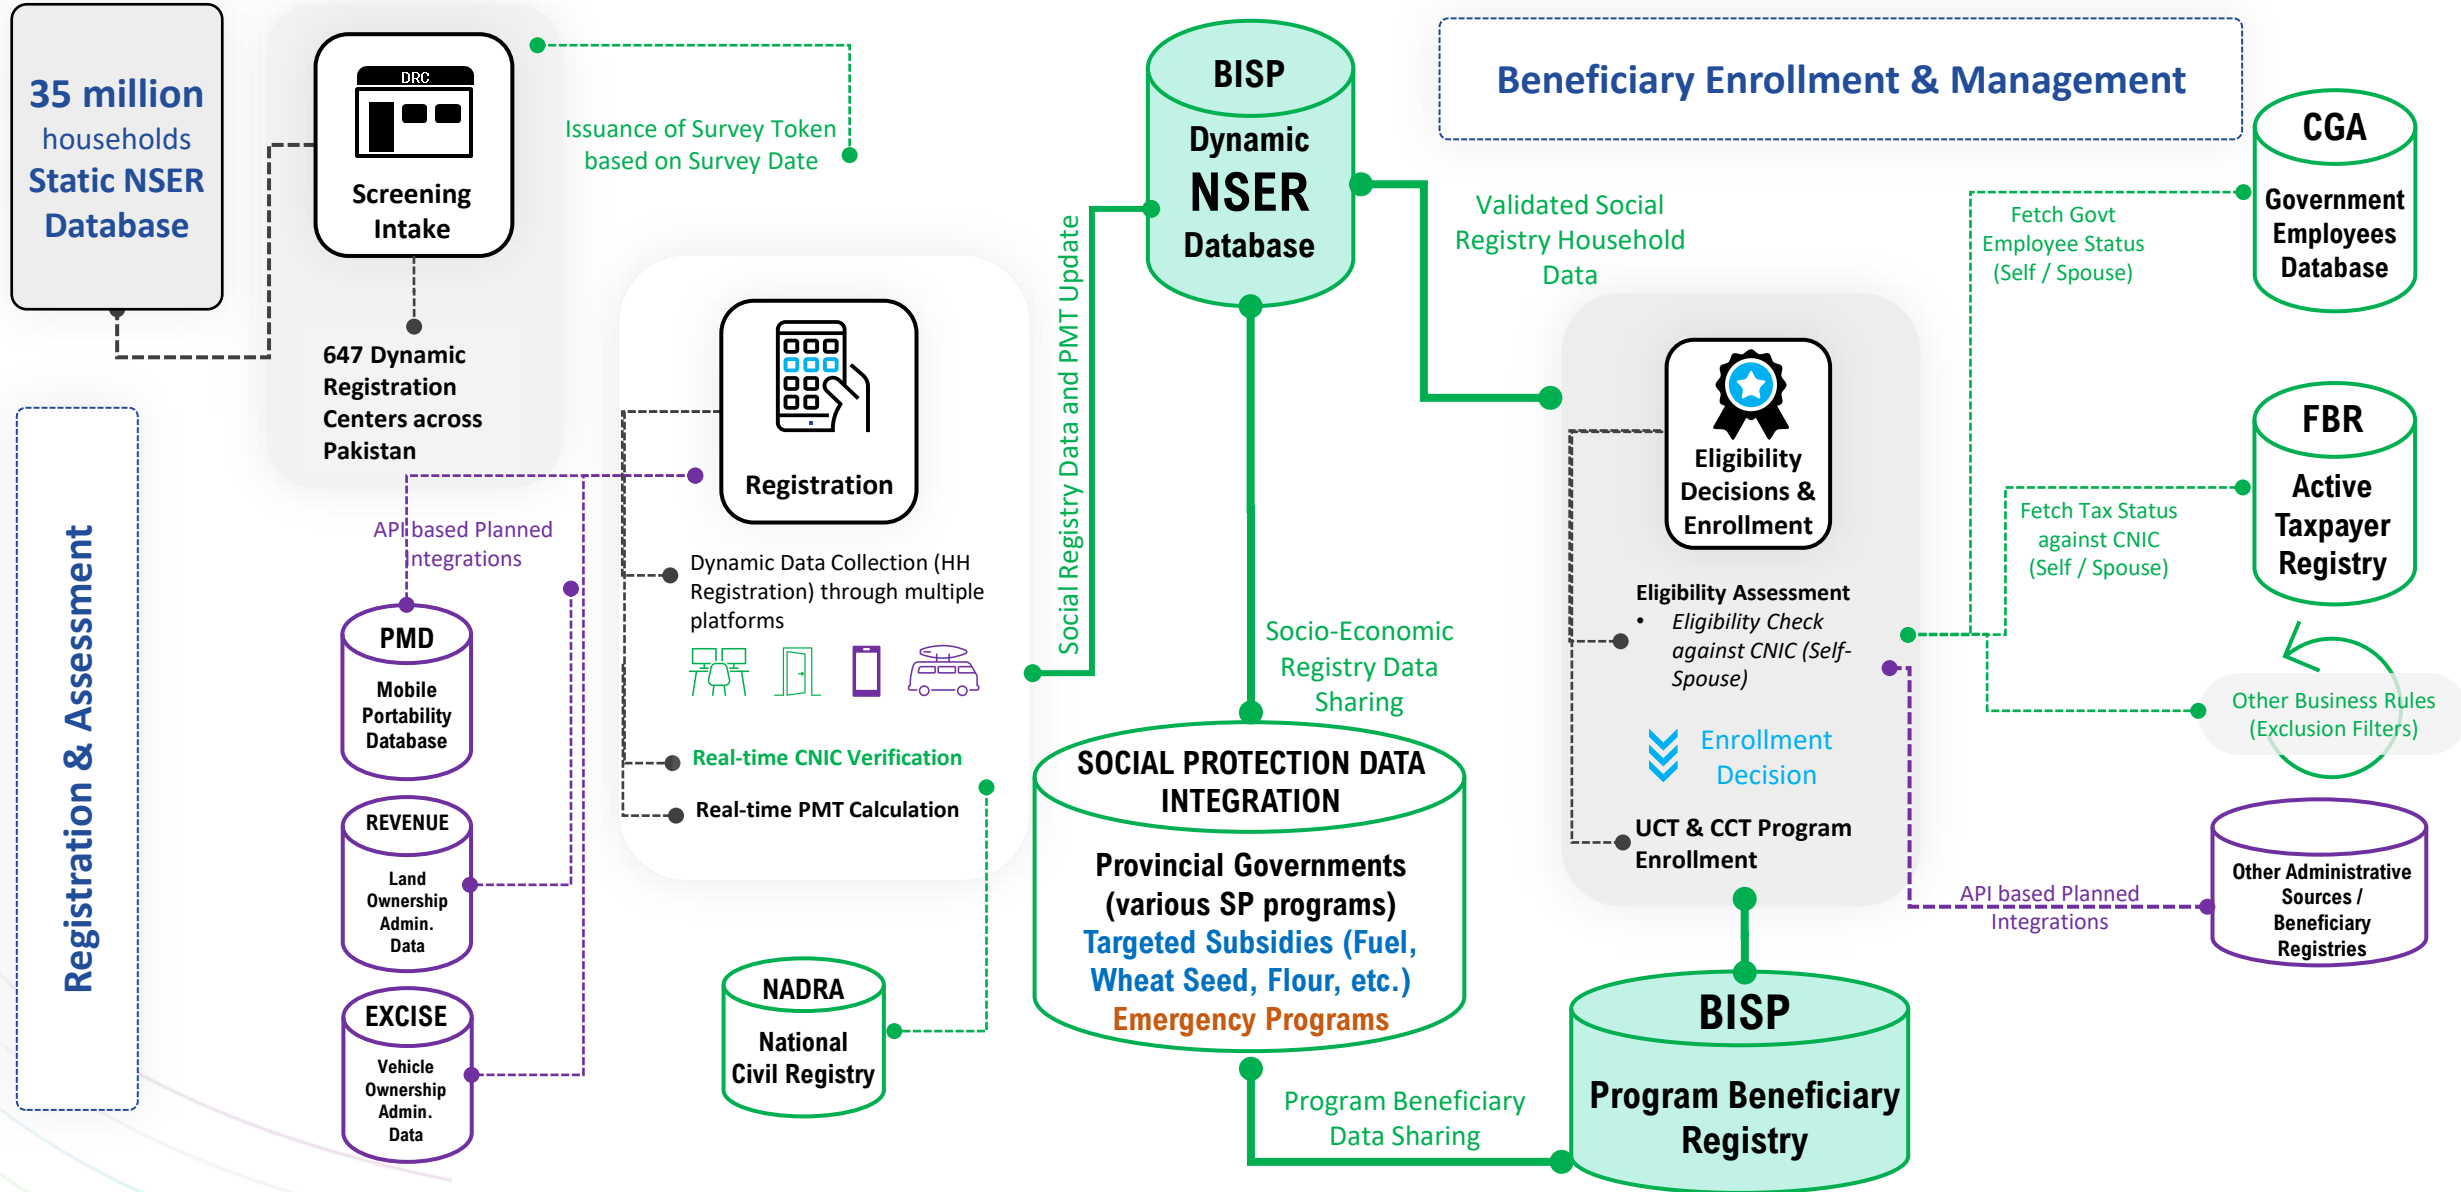 35 million
households
Static NSER
Database
DRC
Screening
Intake
647 Dynamic
Registration
Centers across
Pakistan
Issuance of Survey Token
based on Survey Date
Registration & Assessment
API based Planned
Integrations
PMD
Mobile
Portability
Database
REVENUE
Land
Ownership
Admin.
Data
EXCISE
Vehicle
Ownership
Admin.
Data
Registration
Dynamic Data Collection (HH
Registration) through multiple
platforms
Real-time CNIC Verification
Real-time PMT Calculation
NADRA
National
Civil Registry
Social Registry Data and PMT Update
BISP
Dynamic
NSER
Database
Socio-Economic
Registry Data
Sharing
SOCIAL PROTECTION DATA
INTEGRATION
Provincial Governments
(various SP programs)
Targeted Subsidies (Fuel,
Wheat Seed, Flour, etc.)
Emergency Programs
Program Beneficiary
Data Sharing
Beneficiary Enrollment & Management
Validated Social
Registry Household
Data
Eligibility
Decisions &
Enrollment
Eligibility Assessment
• Eligibility Check
against CNIC (Self-
Spouse)
Enrollment
Decision
UCT & CCT Program
Enrollment
BISP
Program Beneficiary
Registry
Fetch Govt
Employee Status
(Self / Spouse)
CGA
Government
Employees
Database
Fetch Tax Status
against CNIC
(Self / Spouse)
FBR
Active
Taxpayer
Registry
Other Business Rules
(Exclusion Filters)
API based Planned
Integrations
Other Administrative
Sources /
Beneficiary
Registries